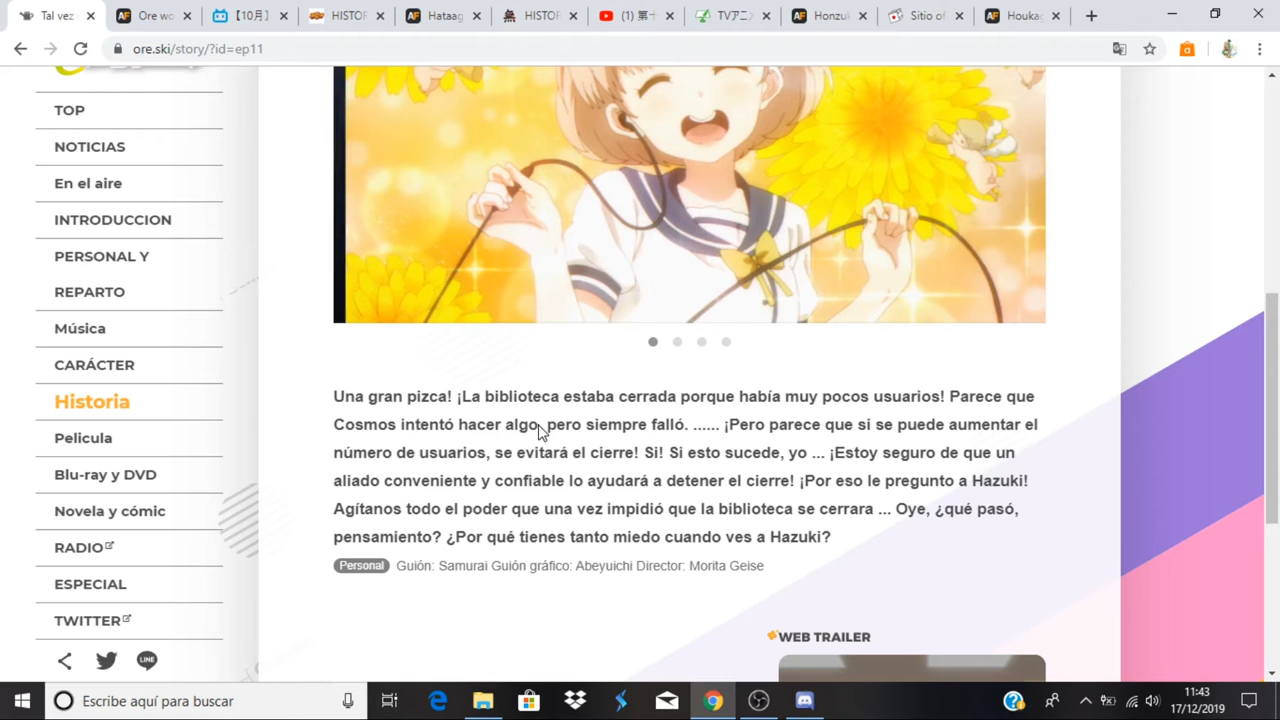 Tal vez
Ore wo
【10月】
HISTOR
Hataag
HISTOR
(1) 第十
TVアニメ
Honzuk
Sitio of
Houkag
ore.ski/story/?id=ep11
TOP
NOTICIAS
En el aire
INTRODUCCION
PERSONAL Y
REPARTO
Música
CARÁCTER
Historia
Pelicula
Blu-ray y DVD
Novela y cómic
RADIO
ESPECIAL
TWITTER
LINE
Una gran pizca! ¡La biblioteca estaba cerrada porque había muy pocos usuarios! Parece que
Cosmos intentó hacer algo, pero siempre falló. ...... ¡Pero parece que si se puede aumentar el
número de usuarios, se evitará el cierre! Si! Si esto sucede, yo ... ¡Estoy seguro de que un
aliado conveniente y confiable lo ayudará a detener el cierre! ¡Por eso le pregunto a Hazuki!
Agítanos todo el poder que una vez impidió que la biblioteca se cerrara ... Oye, ¿qué pasó,
pensamiento? ¿Por qué tienes tanto miedo cuando ves a Hazuki?
Personal Guión: Samurai Guión gráfico: Abeyuichi Director: Morita Geise
WEB TRAILER
Escribe aquí para buscar
11:43
17/12/2019